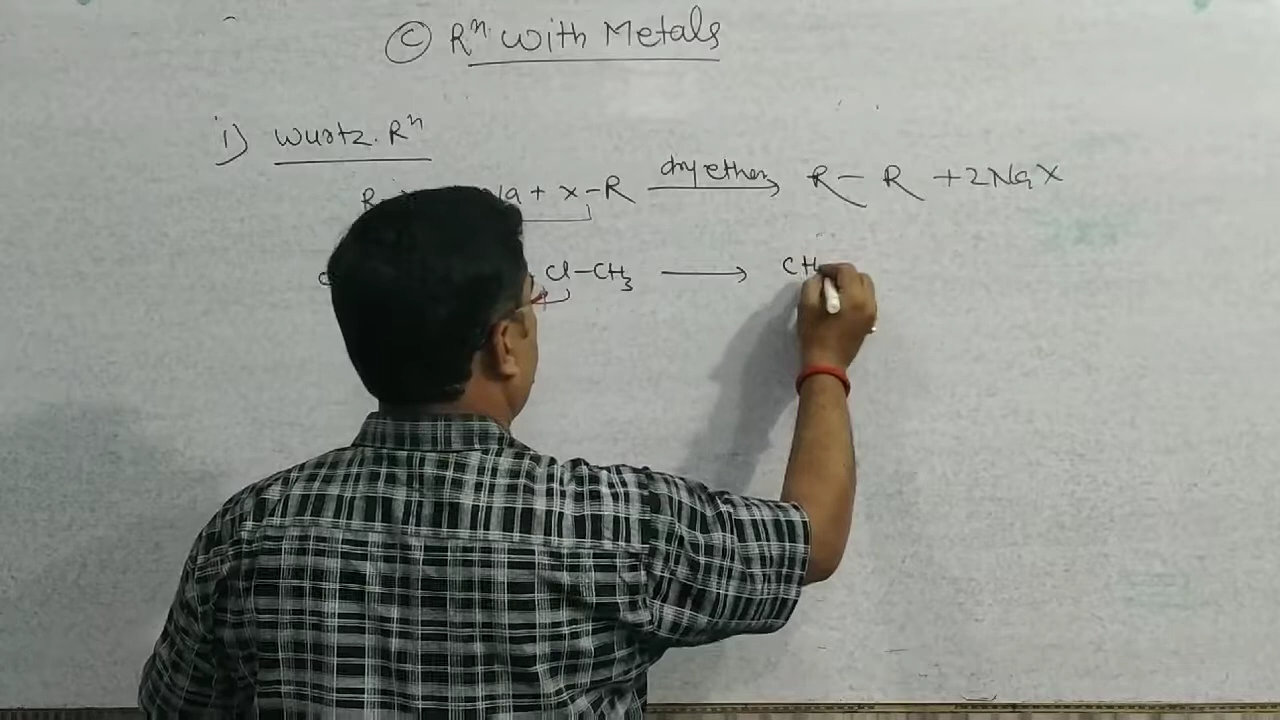 Ⓒ Rⁿ. With Metals
i) Wurtz. Rⁿ
R Na + x-R dry ether → R - R + 2NaX
Cl-CH₃ → CH